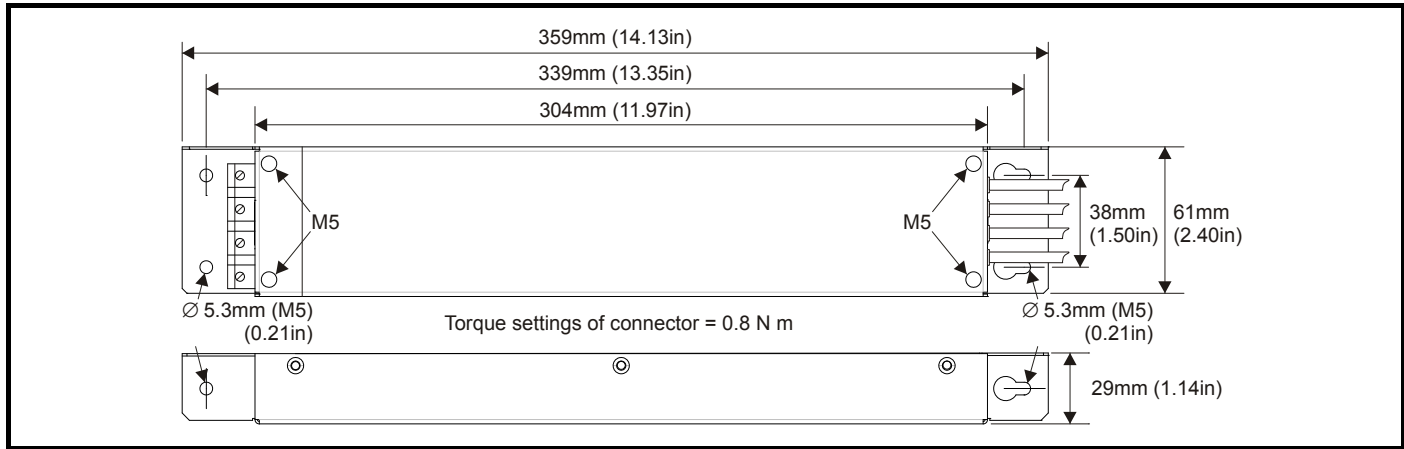 359mm (14.13in)
339mm (13.35in)
304mm (11.97in)
M5
M5
38mm
(1.50in)
61mm
(2.40in)
∅ 5.3mm (M5)
(0.21in)
Torque settings of connector = 0.8 N m
∅ 5.3mm (M5)
(0.21in)
29mm (1.14in)